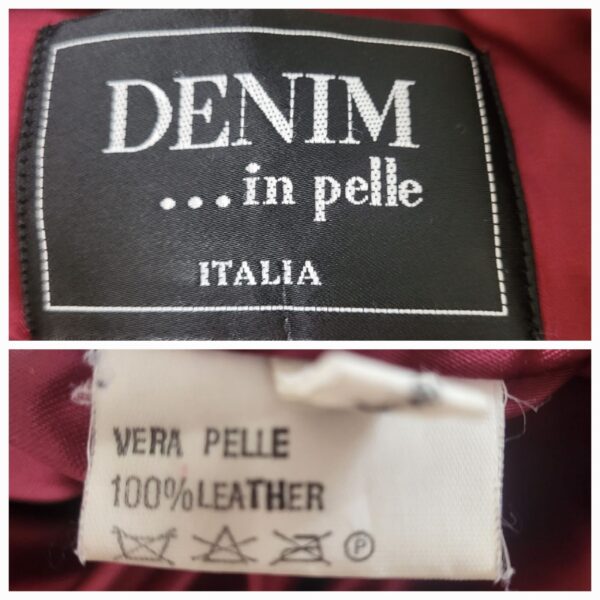 DENIM
...in pelle
ITALIA
VERA PELLE
100%LEATHER
P